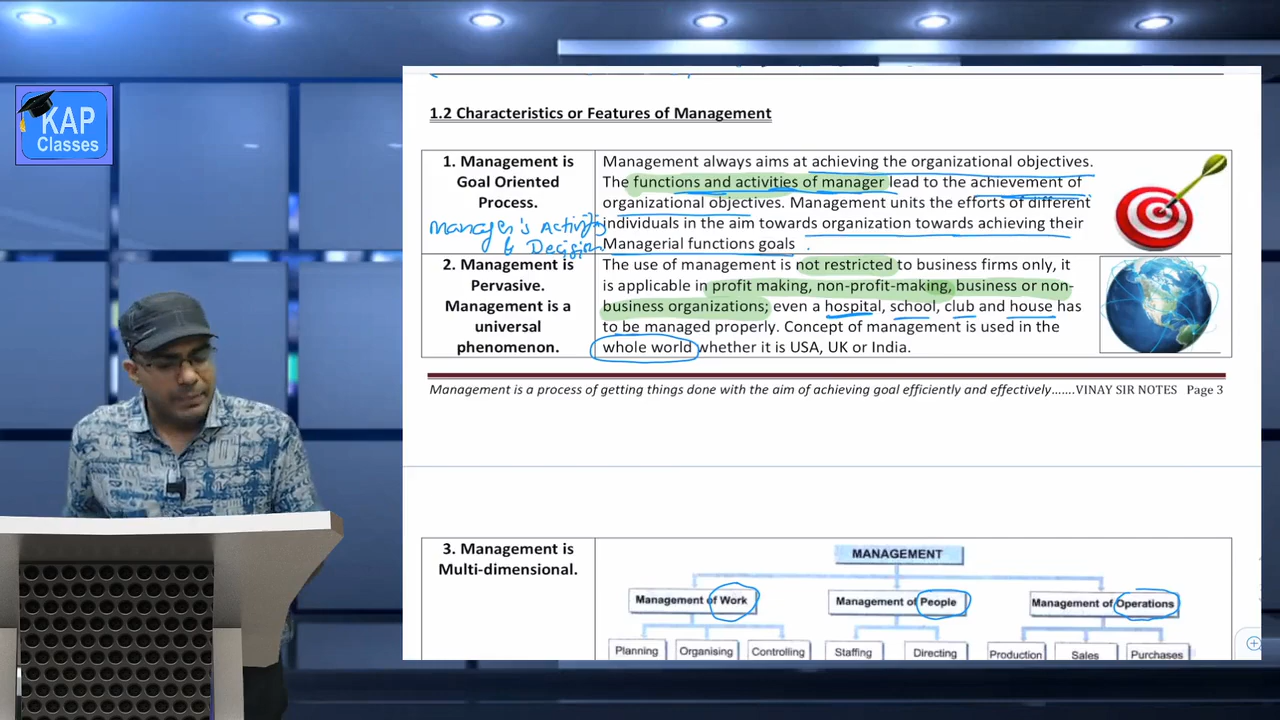 KAP
Classes
1.2 Characteristics or Features of Management
1. Management is
Goal Oriented
Process.
Manager's Activity
& Decision
Management always aims at achieving the organizational objectives.
The functions and activities of manager lead to the achievement of
organizational objectives. Management units the efforts of different
individuals in the aim towards organization towards achieving their
Managerial functions goals
2. Management is
Pervasive.
Management is a
universal
phenomenon.
The use of management is not restricted to business firms only, it
is applicable in profit making, non-profit-making, business or non-
business organizations; even a hospital, school, club and house has
to be managed properly. Concept of management is used in the
whole world whether it is USA, UK or India.
Management is a process of getting things done with the aim of achieving goal efficiently and effectively.......VINAY SIR NOTES Page 3
3. Management is
Multi-dimensional.
MANAGEMENT
Management of Work
Management of People
Management of Operations
Planning
Organising
Controlling
Staffing
Directing
Production
Sales
Purchases